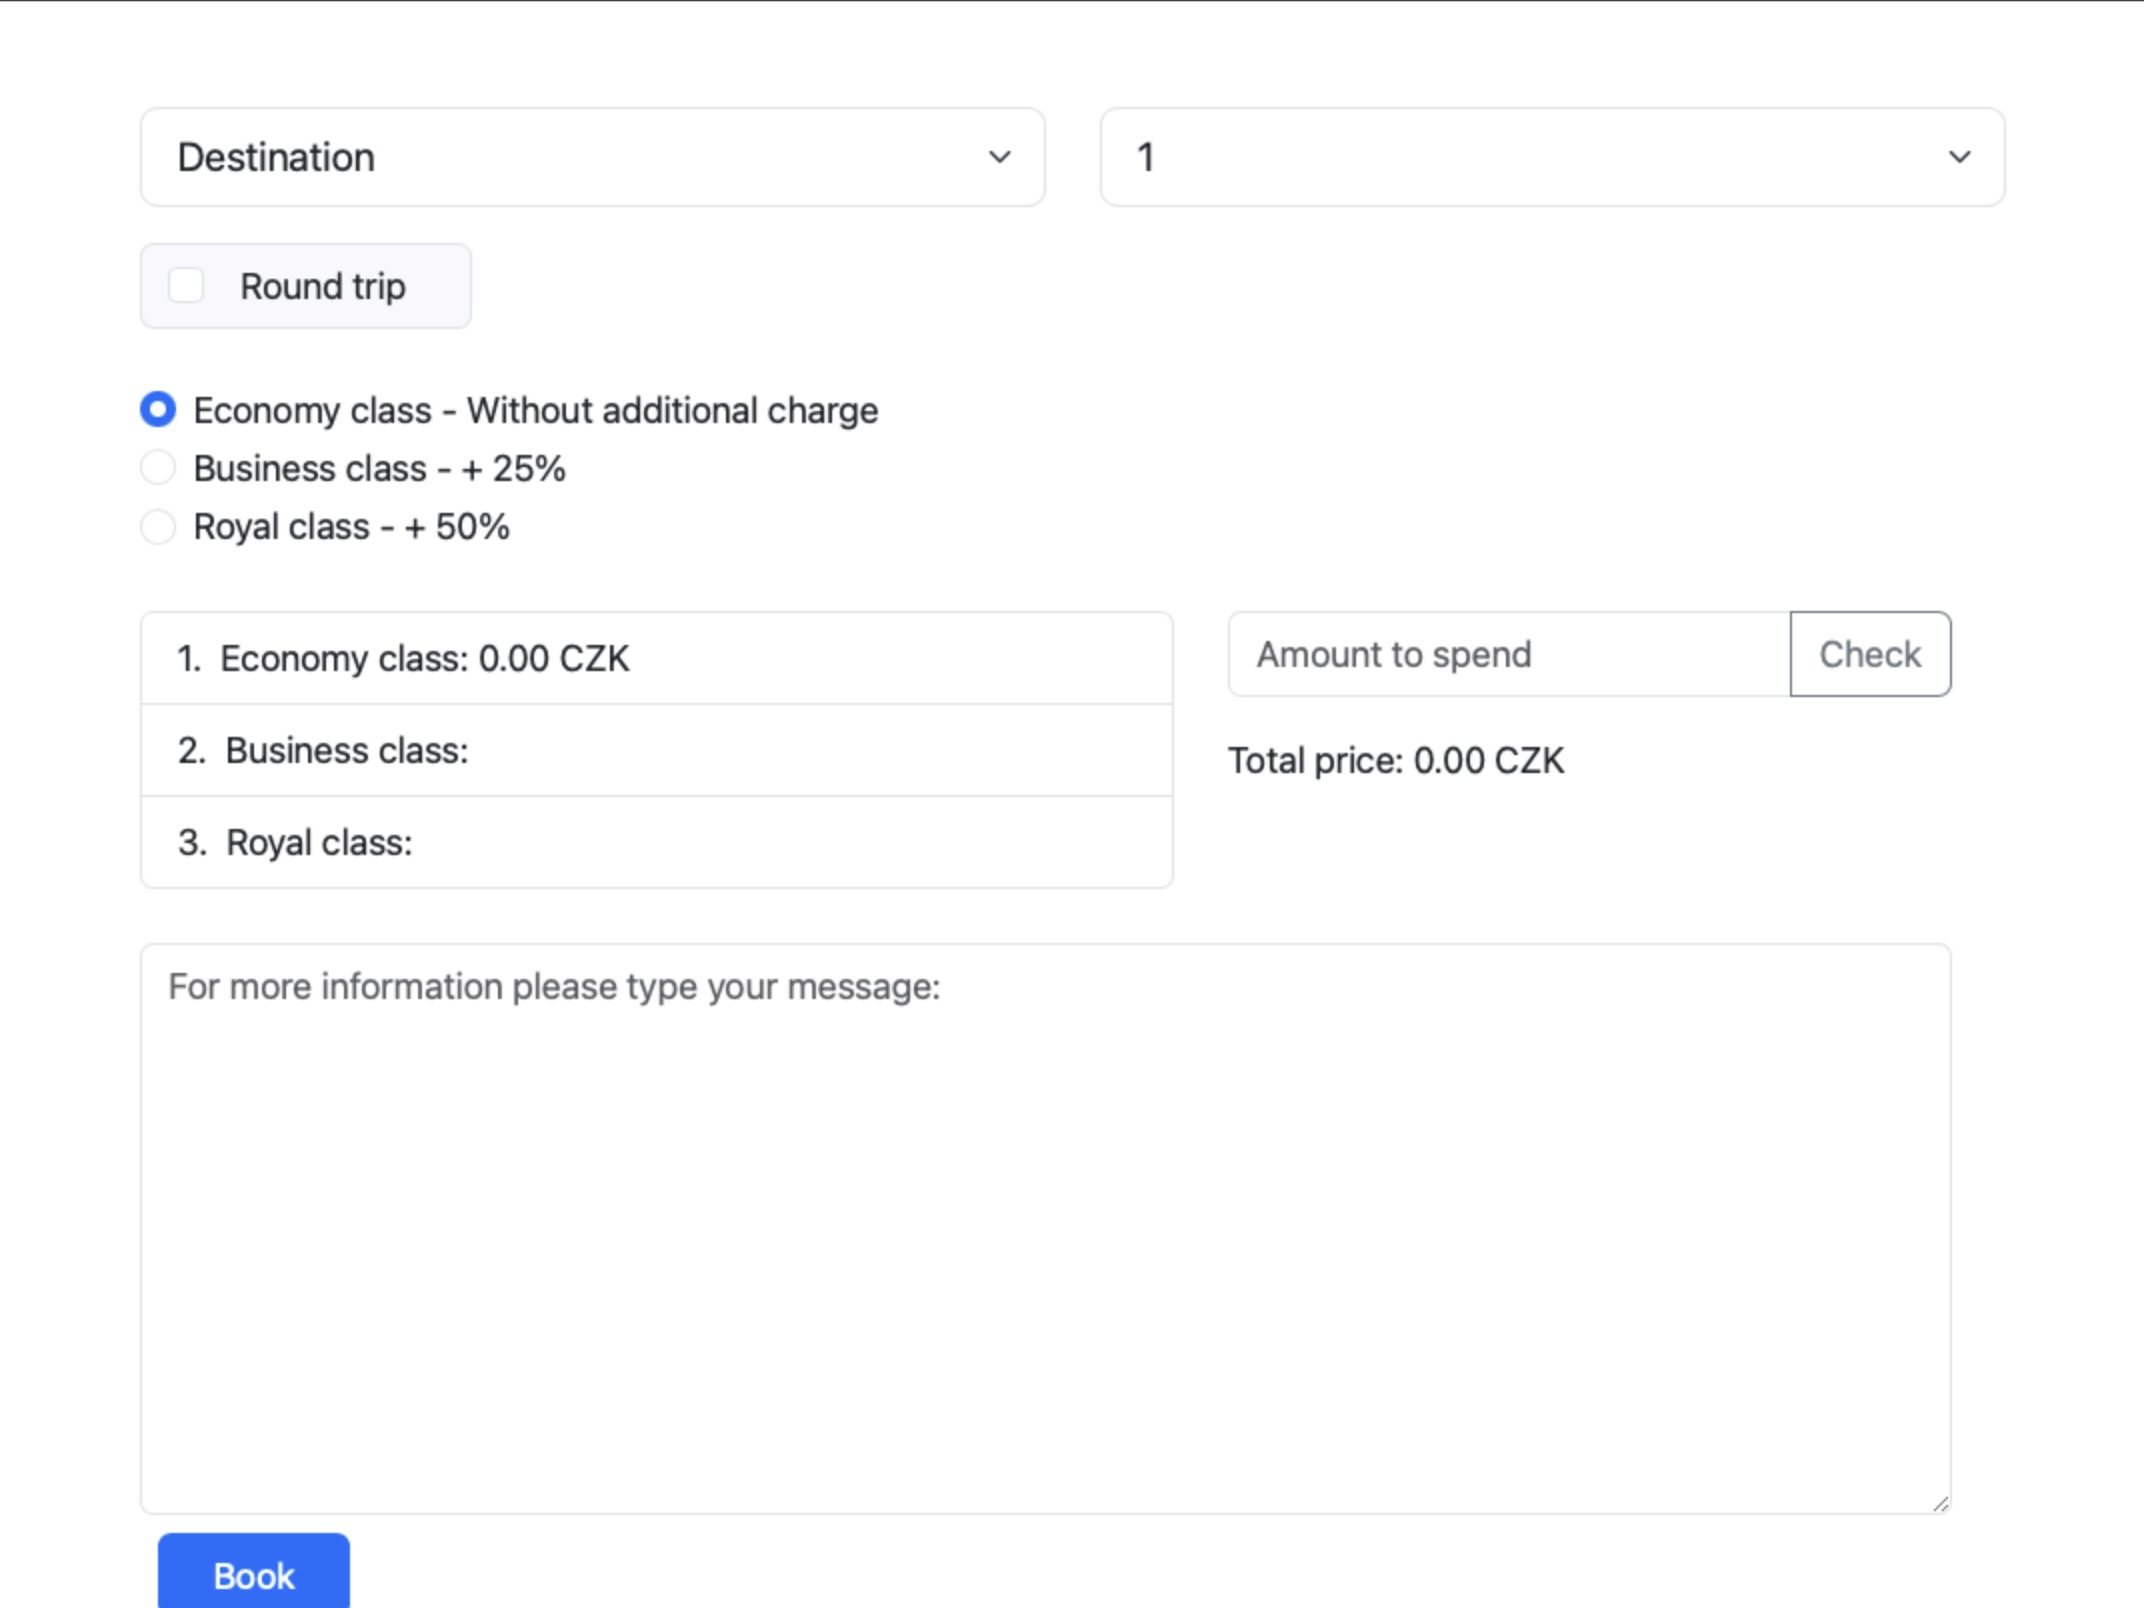 Destination
1
Round trip
Economy class - Without additional charge
Business class - + 25%
Royal class - + 50%
1. Economy class: 0.00 CZK
2. Business class:
3. Royal class:
Amount to spend
Check
Total price: 0.00 CZK
For more information please type your message:
Book